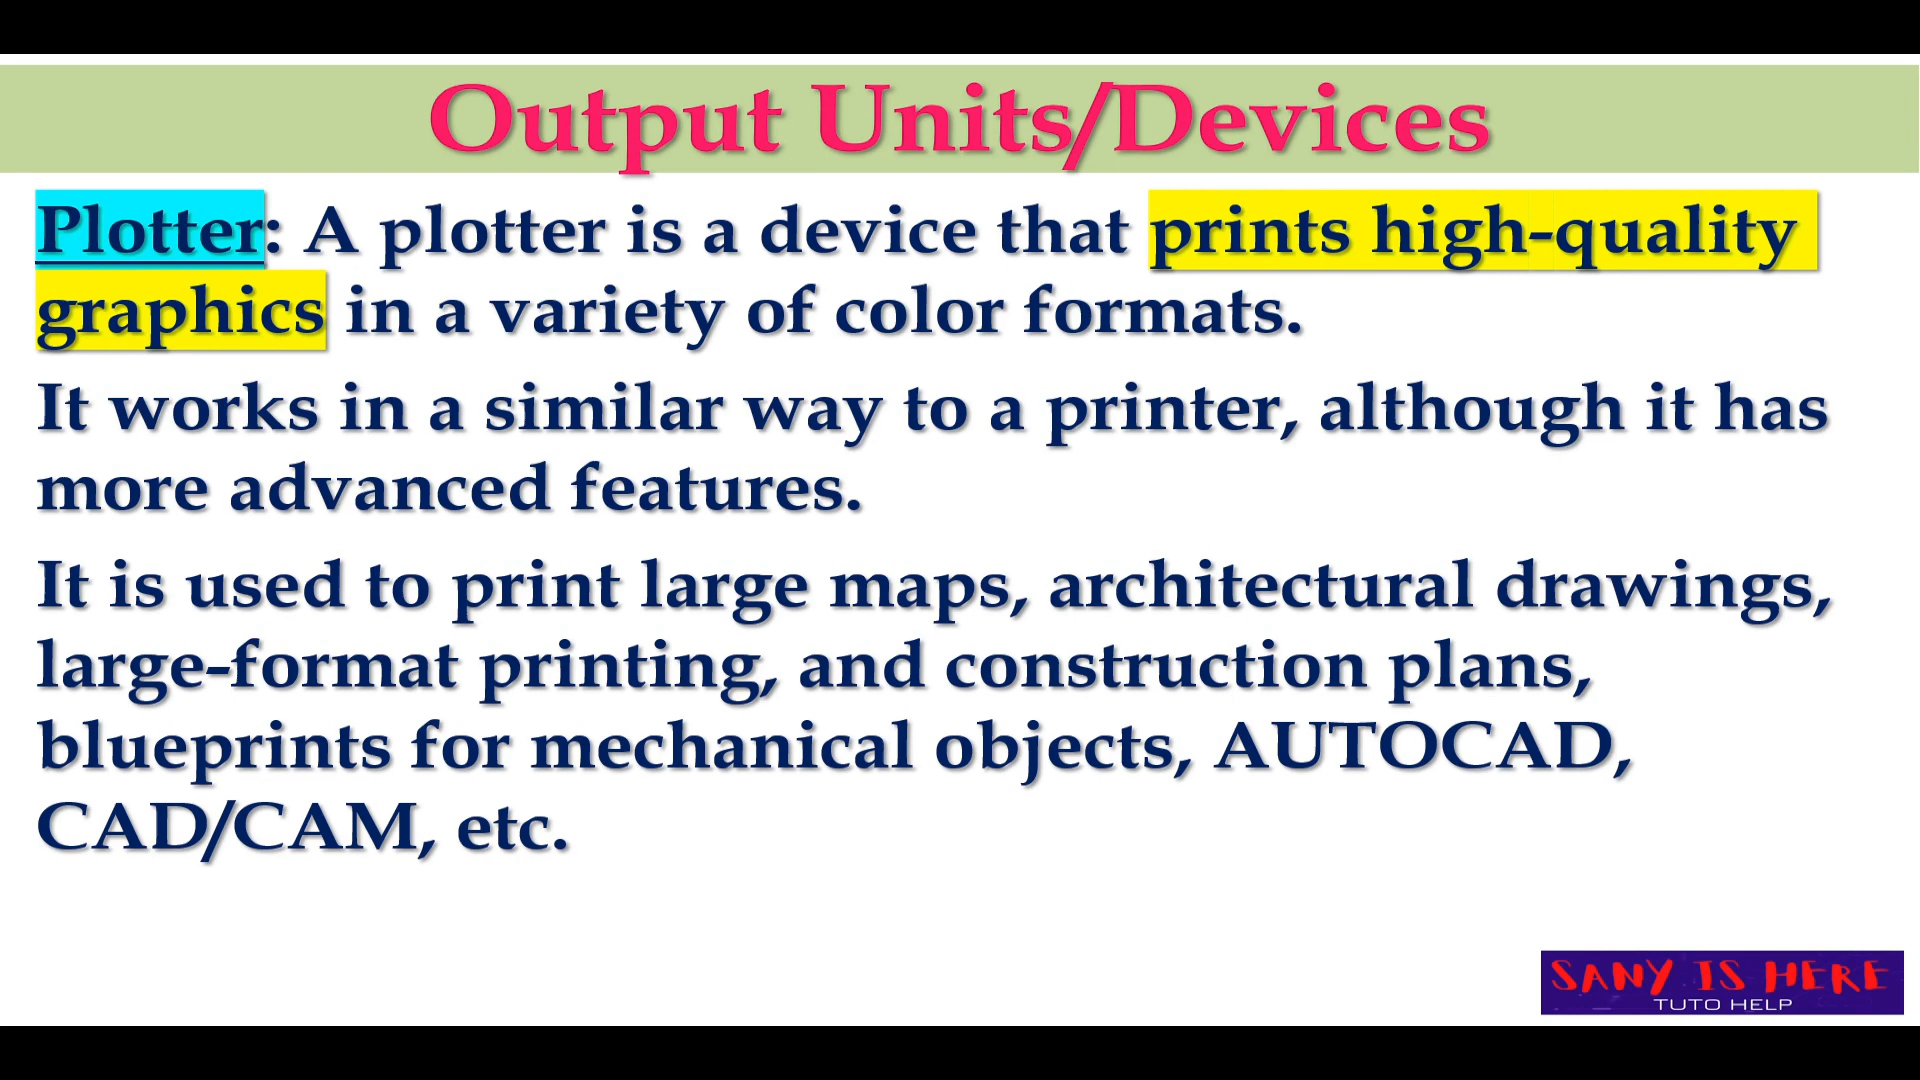 Output Units/Devices
Plotter: A plotter is a device that prints high-quality
graphics in a variety of color formats.
It works in a similar way to a printer, although it has
more advanced features.
It is used to print large maps, architectural drawings,
large-format printing, and construction plans,
blueprints for mechanical objects, AUTOCAD,
CAD/CAM, etc.
SANY IS HERE
TUTO HELP